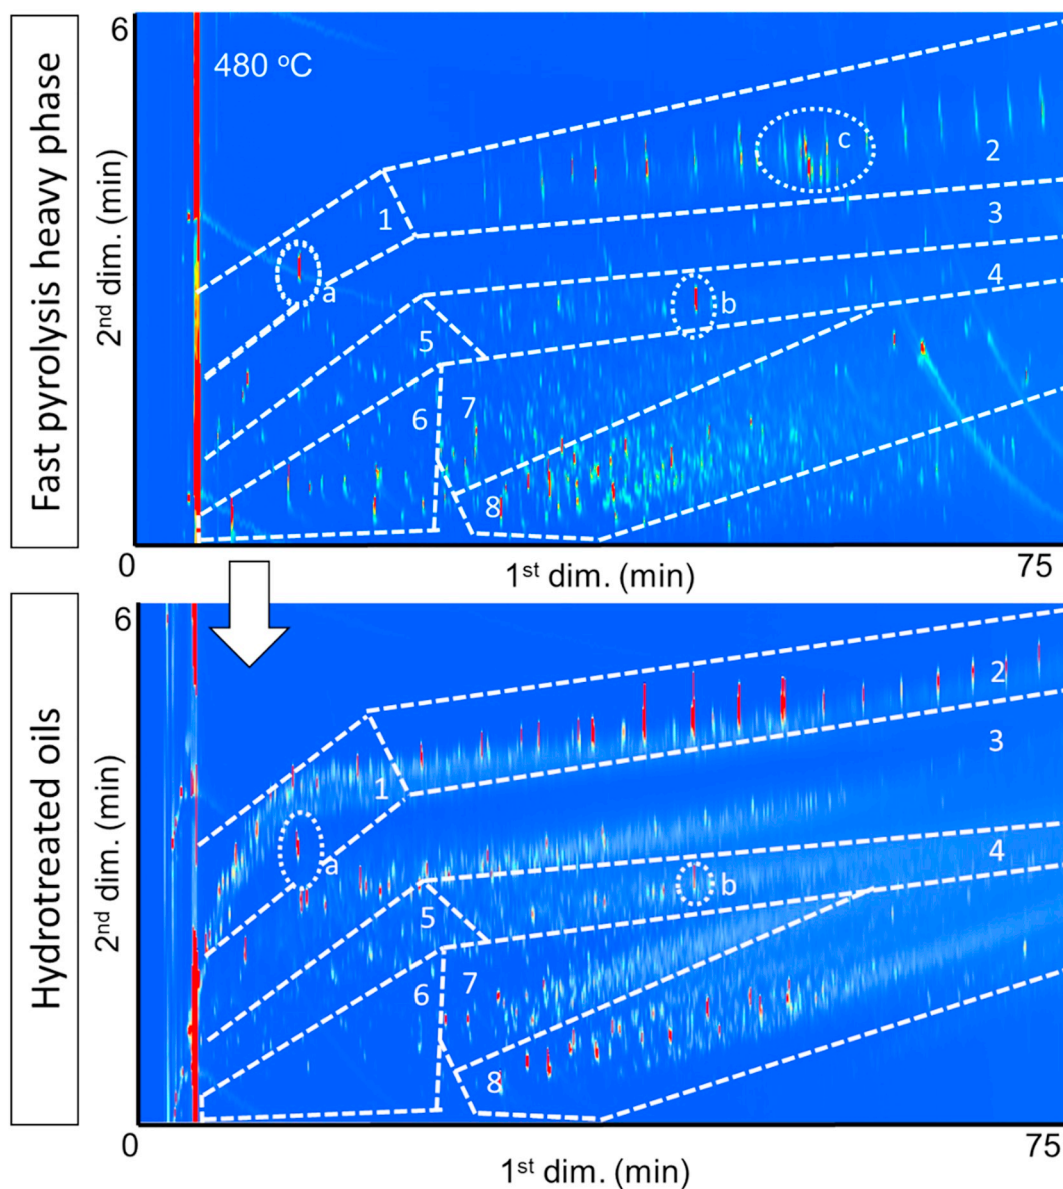 Fast pyrolysis heavy phase
6
480 °C
2nd dim. (min)
1
2
3
4
5
6
7
8
a
b
c
0
1st dim. (min)
75
Hydrotreated oils
6
2nd dim. (min)
1
2
3
4
5
6
7
8
a
b
0
1st dim. (min)
75